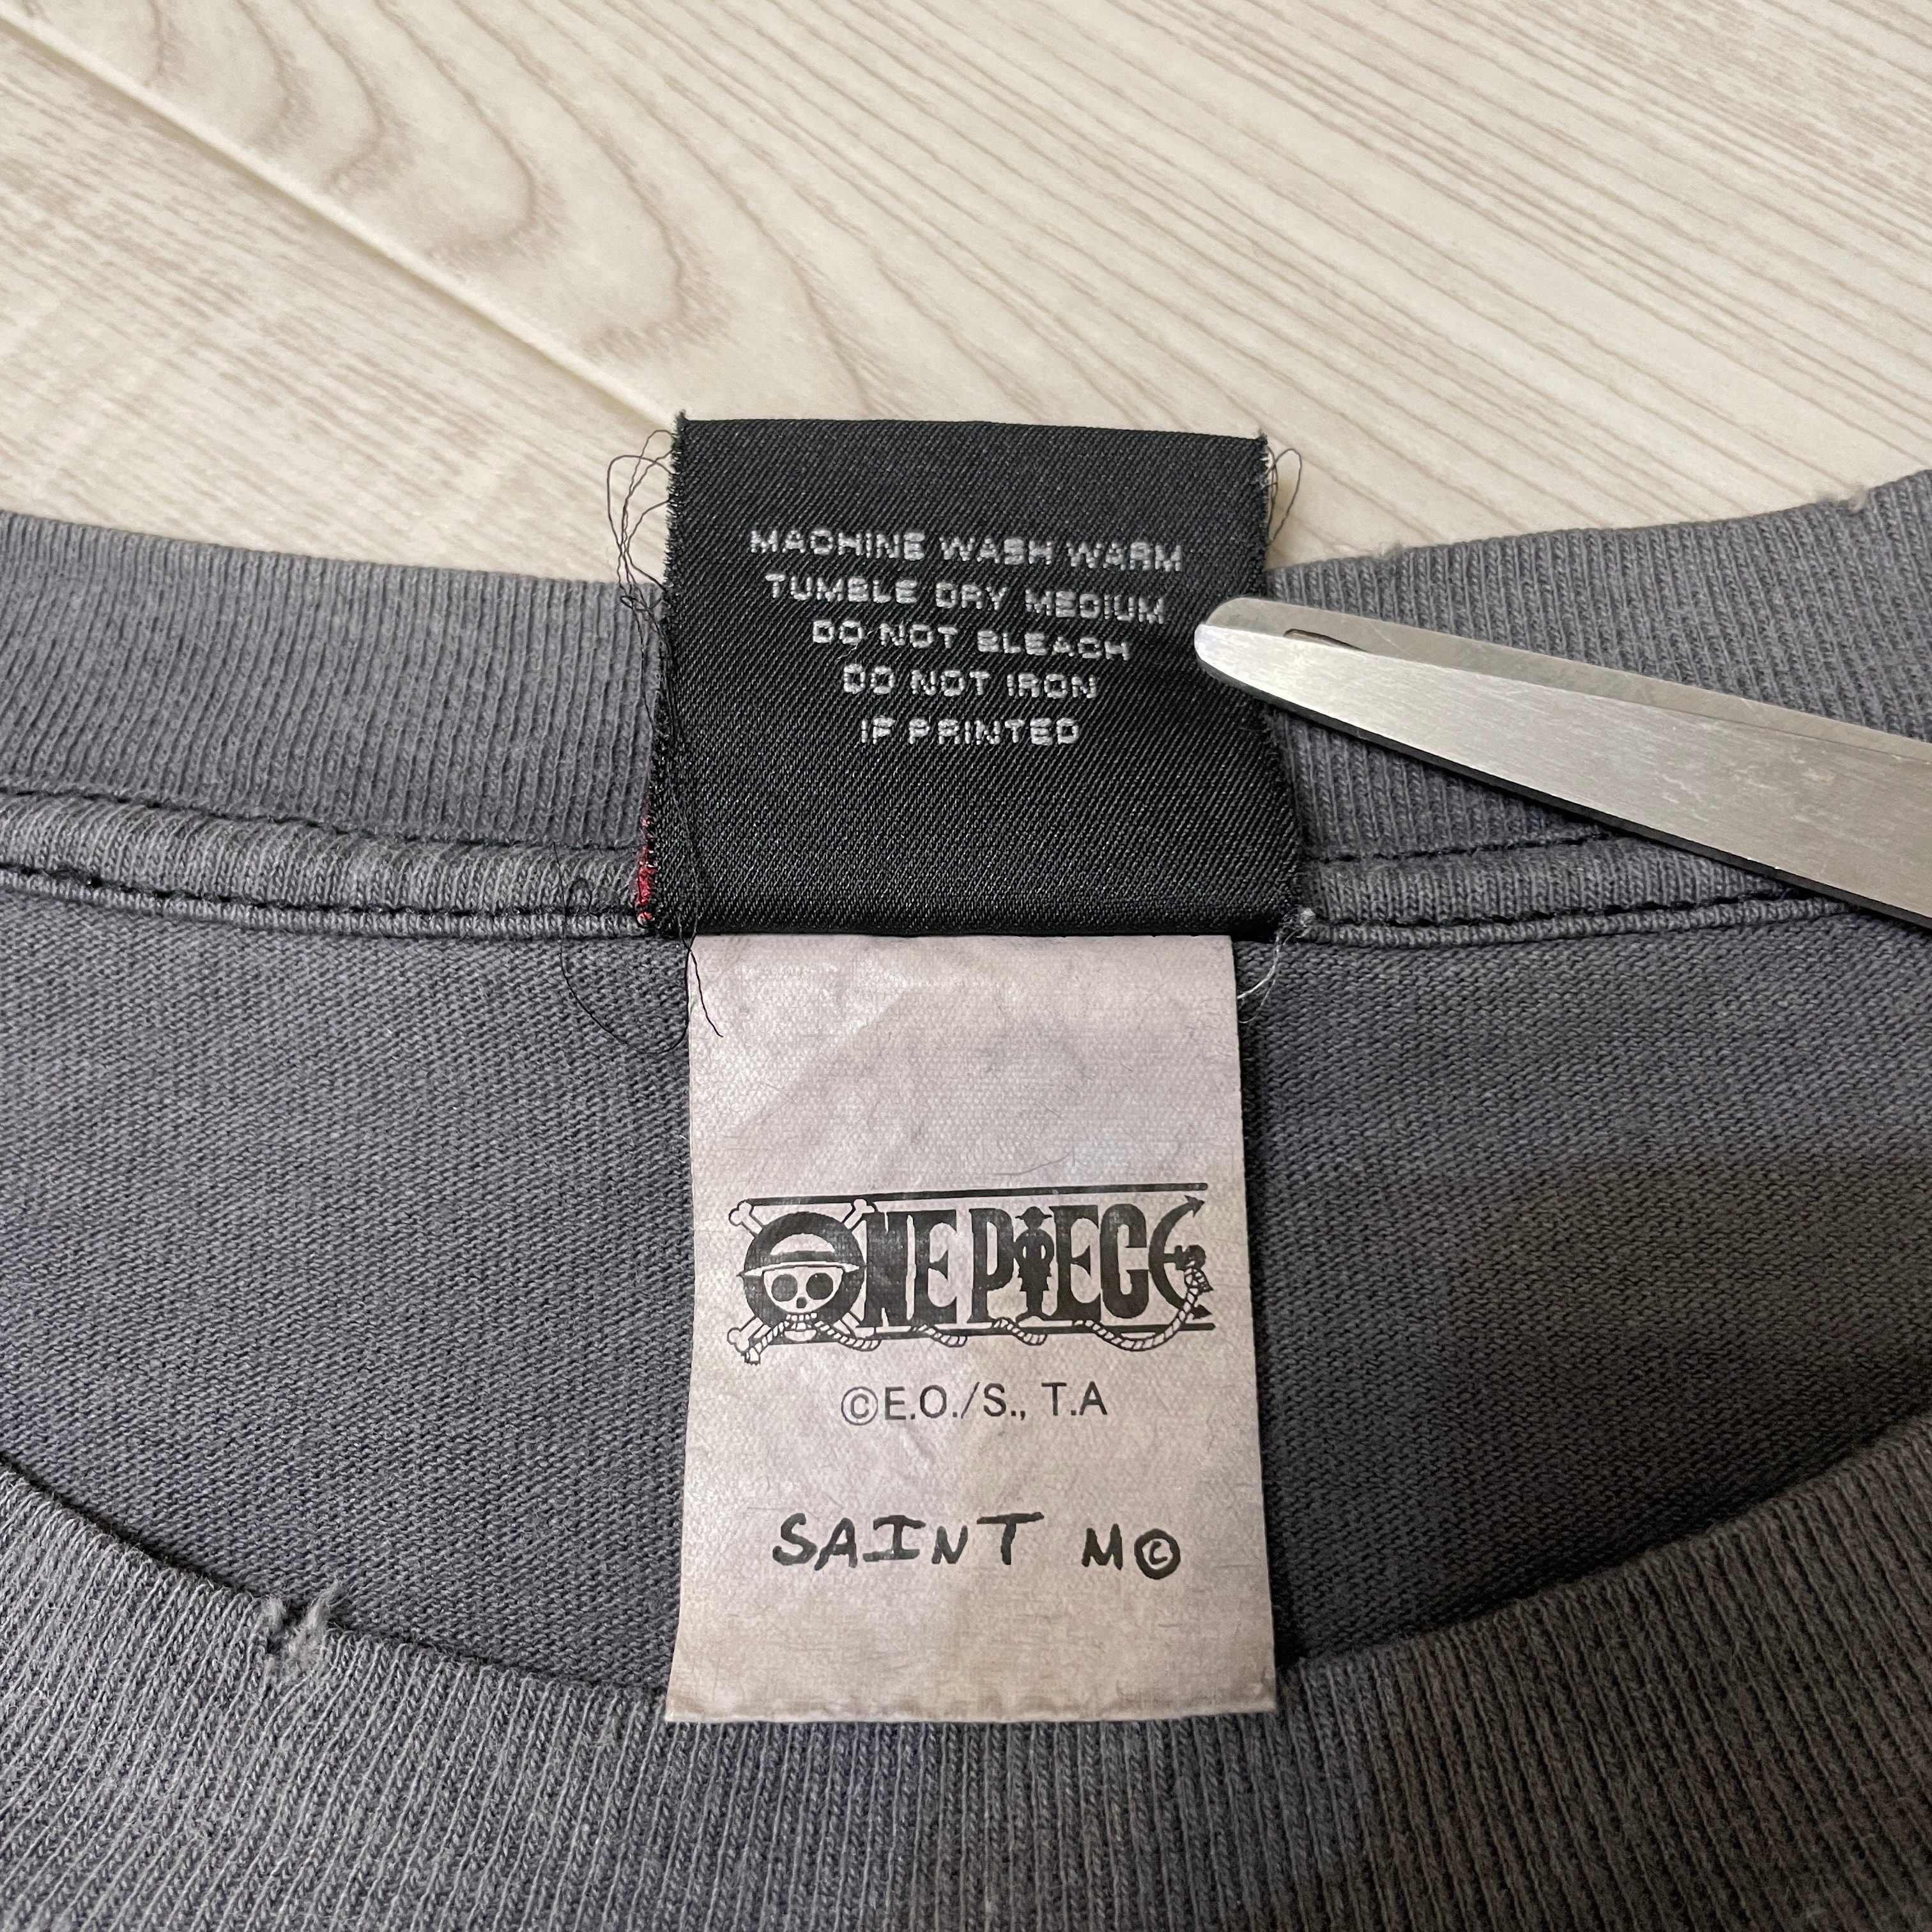 MACHINE WASH WARM
TUMBLE DRY MEDIUM
DO NOT BLEACH
DO NOT IRON
IF PRINTED
ONE PIECE
©E.O./S., T.A
SAINT M©